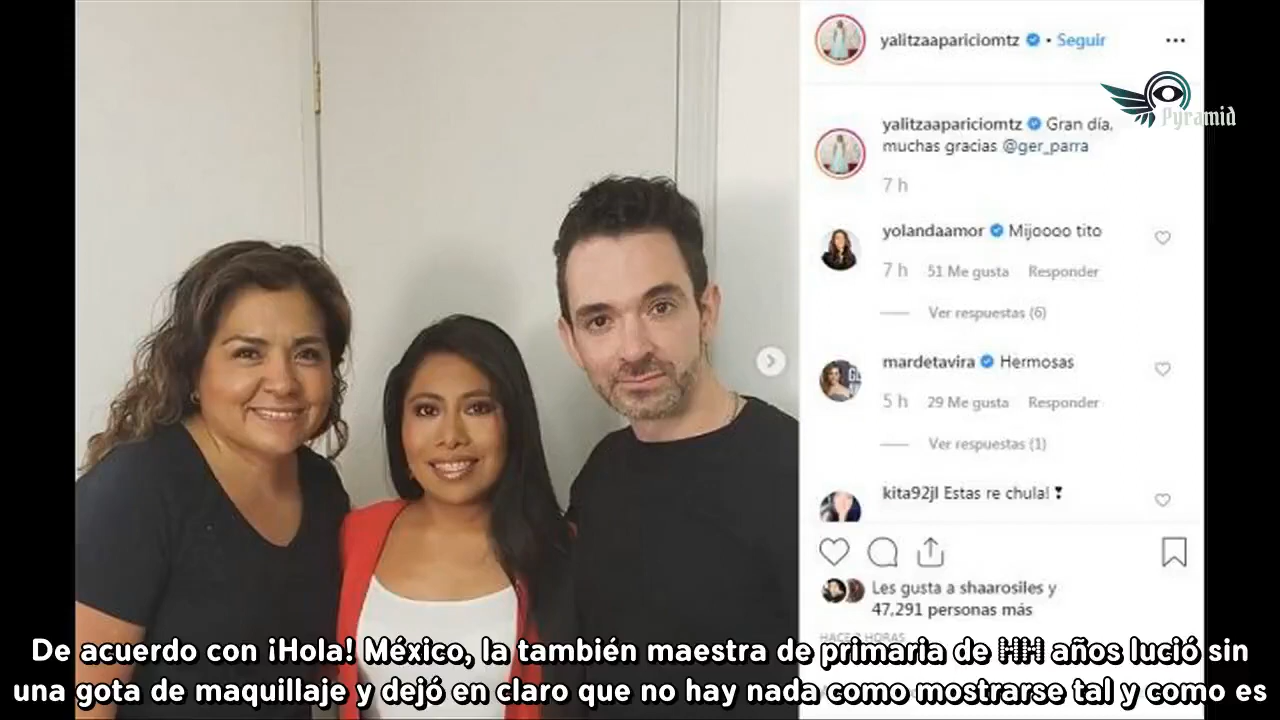 yalitzaapariciomtz • Seguir
Pyramid
yalitzaapariciomtz Gran día,
muchas gracias @ger_parra
7 h
yolandaamor Mijoooo tito
7 h 51 Me gusta Responder
Ver respuestas (6)
mardetavira Hermosas
5 h 29 Me gusta Responder
Ver respuestas (1)
kita92jl Estas re chula!❣
Les gusta a shaarosiles y
47,291 personas más
HORAS
De acuerdo con ¡Hola! México, la también maestra de primaria de años lució sin
una gota de maquillaje y dejó en claro que no hay nada como mostrarse tal y como es